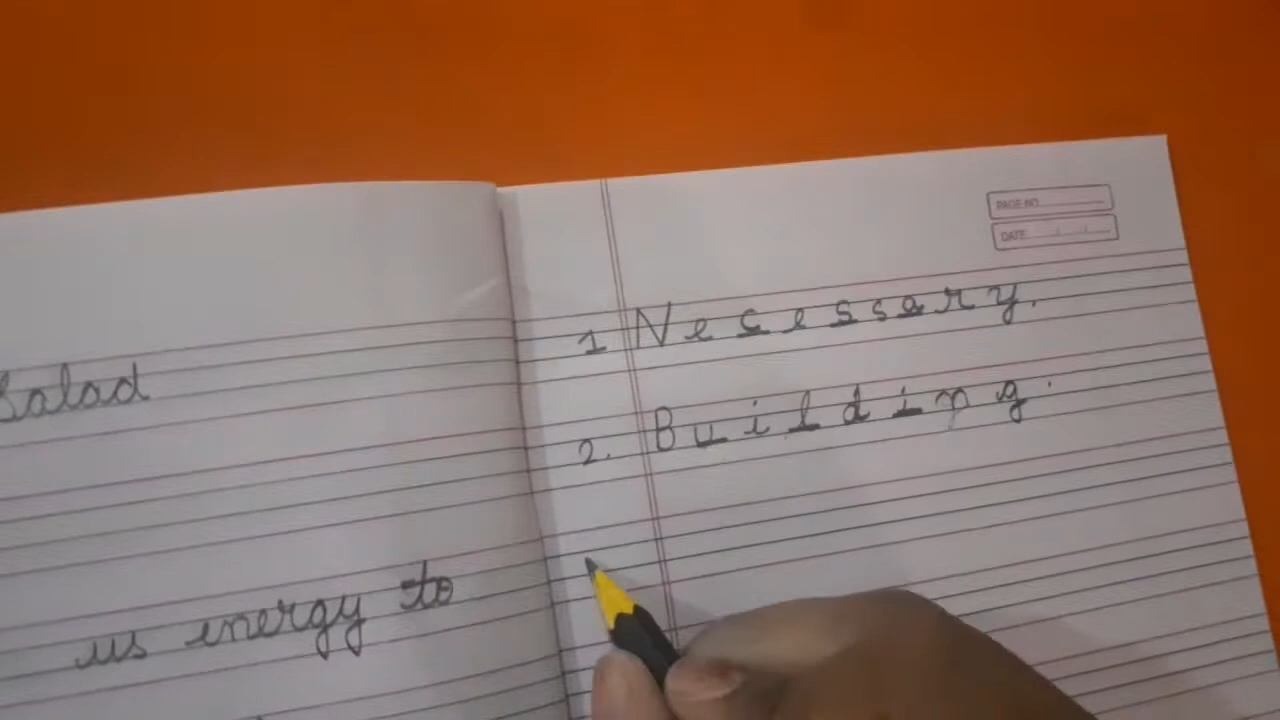 Salad
us energy to
PAGE NO.
DATE
1 Necessary.
2. Building.